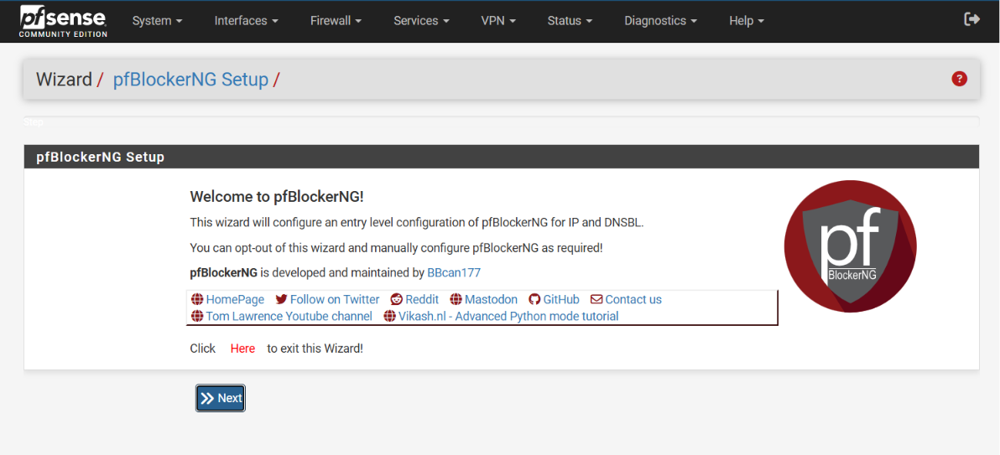 pfsense
COMMUNITY EDITION
System Interfaces Firewall Services VPN Status Diagnostics Help
Wizard / pfBlockerNG Setup / ?
Step
pfBlockerNG Setup
Welcome to pfBlockerNG!
This wizard will configure an entry level configuration of pfBlockerNG for IP and DNSBL.
You can opt-out of this wizard and manually configure pfBlockerNG as required!
pfBlockerNG is developed and maintained by BBcan177
HomePage Follow on Twitter Reddit Mastodon GitHub Contact us
Tom Lawrence Youtube channel Vikash.nl - Advanced Python mode tutorial
Click Here to exit this Wizard!
pf
BlockerNG
Next